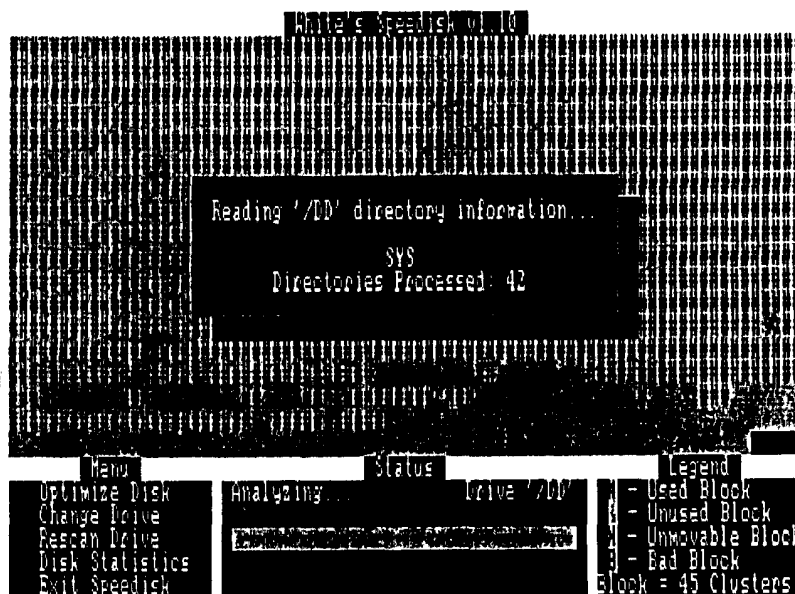 White's Speedisk v1.10
Reading '/DD' directory information...
SYS
Directories Processed: 42
Menu
Optimize Disk
Change Drive
Rescan Drive
Disk Statistics
Exit Speedisk
Status
Analyzing... Drive '/DD'
Legend
- Used Block
- Unused Block
- Unmovable Block
- Bad Block
Block = 45 Clusters